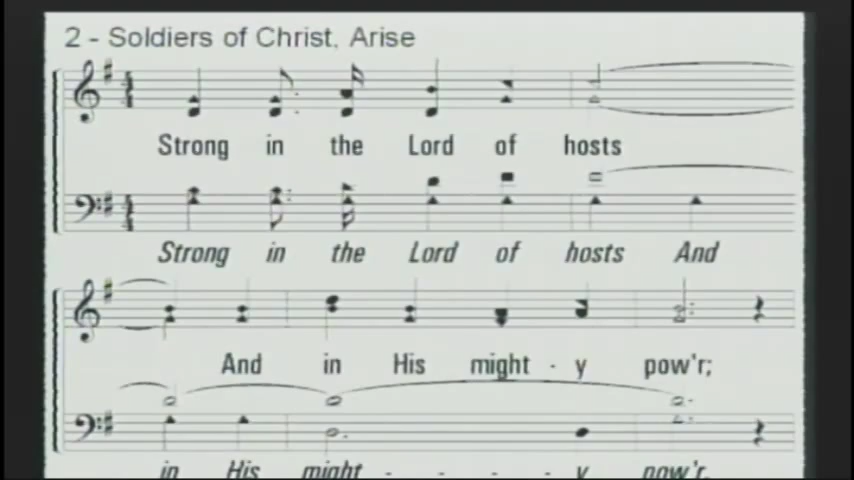 2 - Soldiers of Christ, Arise
Strong in the Lord of hosts
Strong in the Lord of hosts And
And in His might - y pow'r;
in His might - - - - y pow'r,